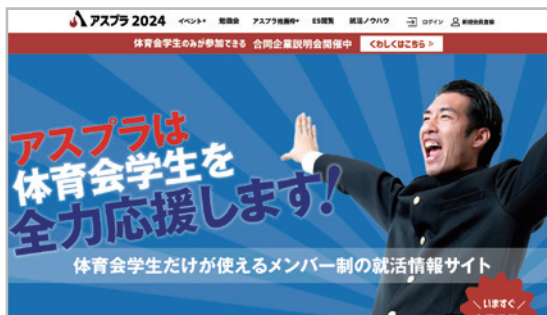 アスプラ 2024 イベント▾ 勉強会 アスプラ推薦枠▾ ES閲覧 就活ノウハウ ログイン 新規会員登録
体育会学生のみが参加できる 合同企業説明会開催中 くわしくはこちら ▷
アスプラは
体育会学生を
全力応援します!
体育会学生だけが使えるメンバー制の就活情報サイト
\ いますぐ /